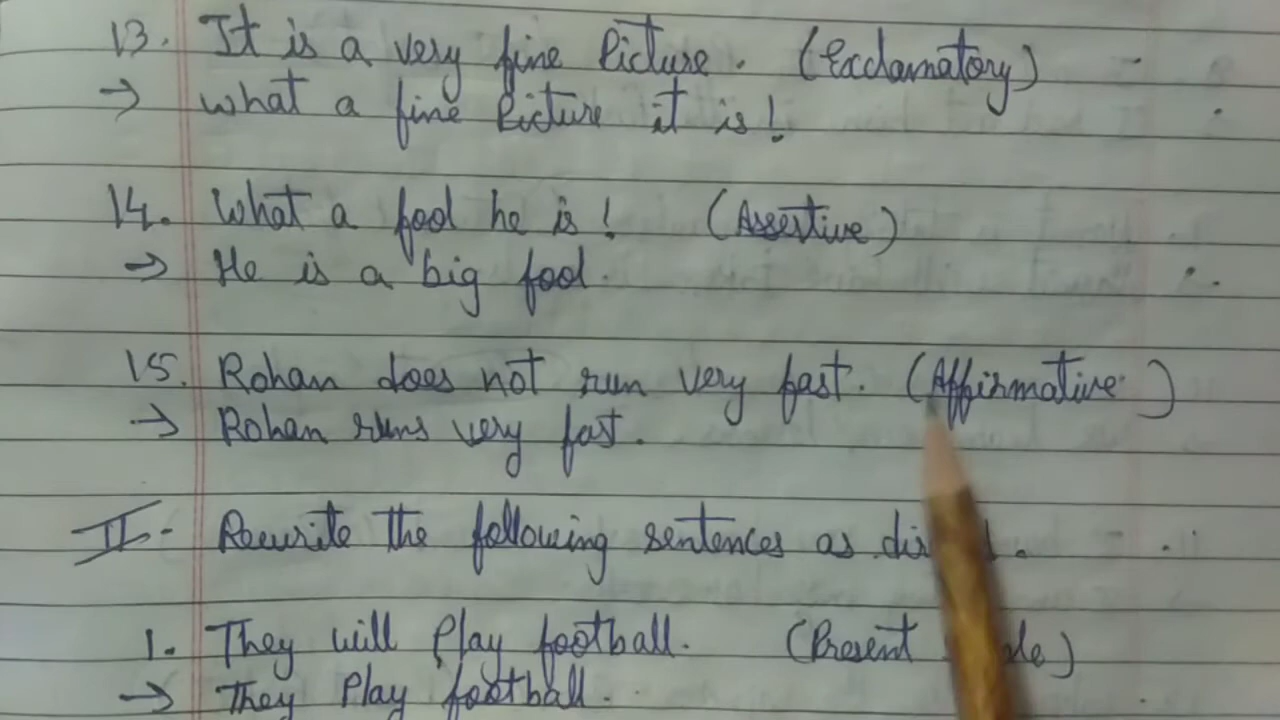 13. It is a very fine Picture. (Exclamatory)
→ What a fine Picture it is!
14. What a fool he is! (Assertive)
→ He is a big fool.
15. Rohan does not run very fast. (Affirmative)
→ Rohan runs very fast.
II- Rewrite the following sentences as
1. They will Play football. (Present
→ They Play football.